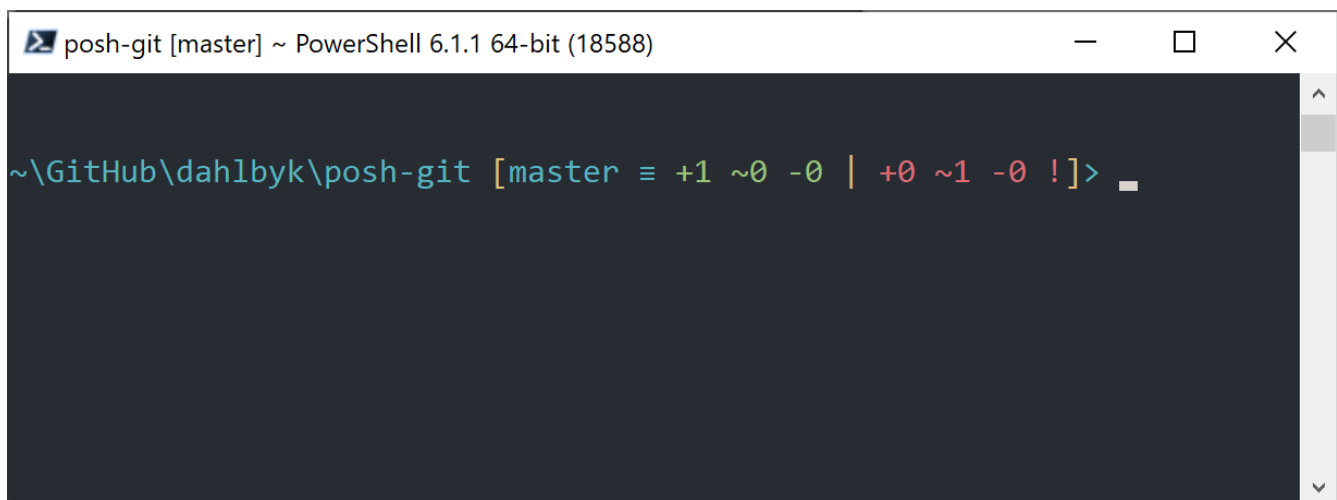 posh-git [master] ~ PowerShell 6.1.1 64-bit (18588)
~\GitHub\dahlbyk\posh-git [master ≡ +1 ~0 -0 | +0 ~1 -0 !]>